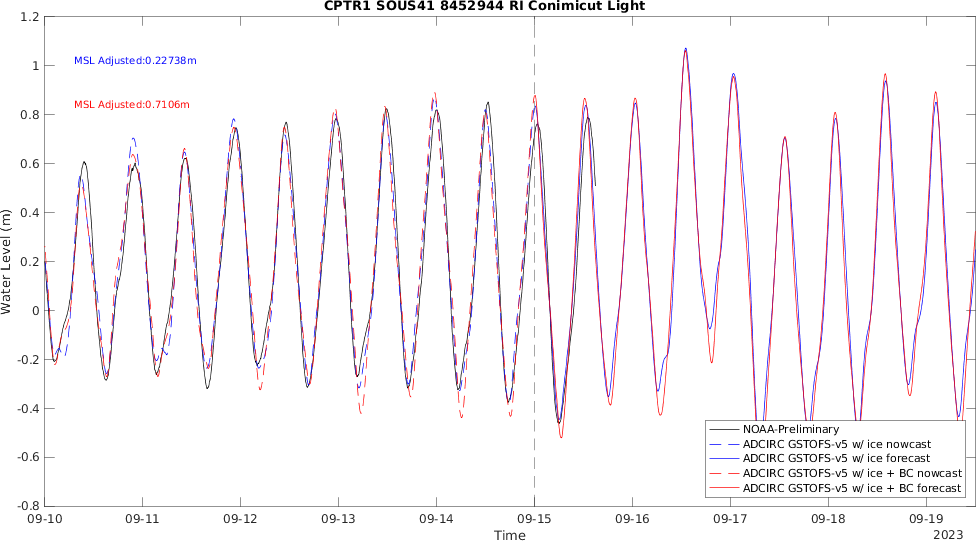 CPTR1 SOUS41 8452944 RI Conimicut Light
1.2
1
0.8
0.6
0.4
0.2
0
-0.2
-0.4
-0.6
-0.8
Water Level (m)
MSL Adjusted:0.22738m
MSL Adjusted:0.7106m
NOAA-Preliminary
ADCIRC GSTOFS-v5 w/ ice nowcast
ADCIRC GSTOFS-v5 w/ ice forecast
ADCIRC GSTOFS-v5 w/ ice + BC nowcast
ADCIRC GSTOFS-v5 w/ ice + BC forecast
09-10 09-11 09-12 09-13 09-14 09-15 09-16 09-17 09-18 09-19
Time
2023